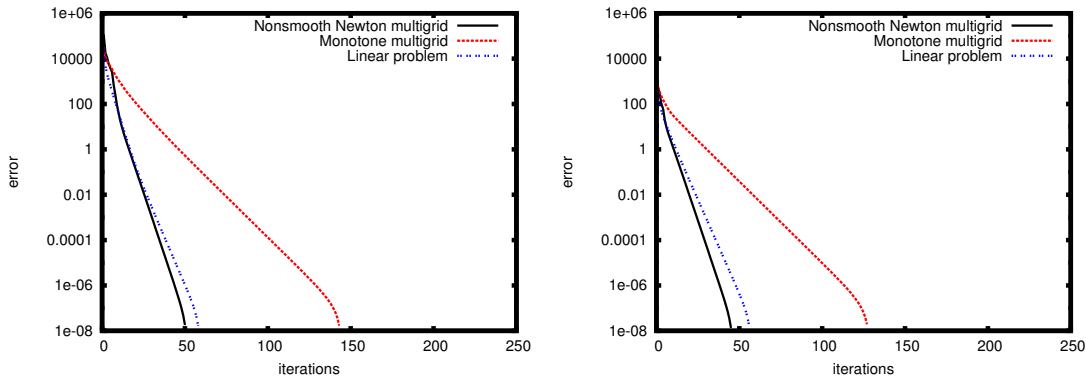 1e+06
10000
100
1
0.01
0.0001
1e-06
1e-08
error
0
50
100
150
200
250
iterations
Nonsmooth Newton multigrid
Monotone multigrid
Linear problem
1e+06
10000
100
1
0.01
0.0001
1e-06
1e-08
error
0
50
100
150
200
250
iterations
Nonsmooth Newton multigrid
Monotone multigrid
Linear problem